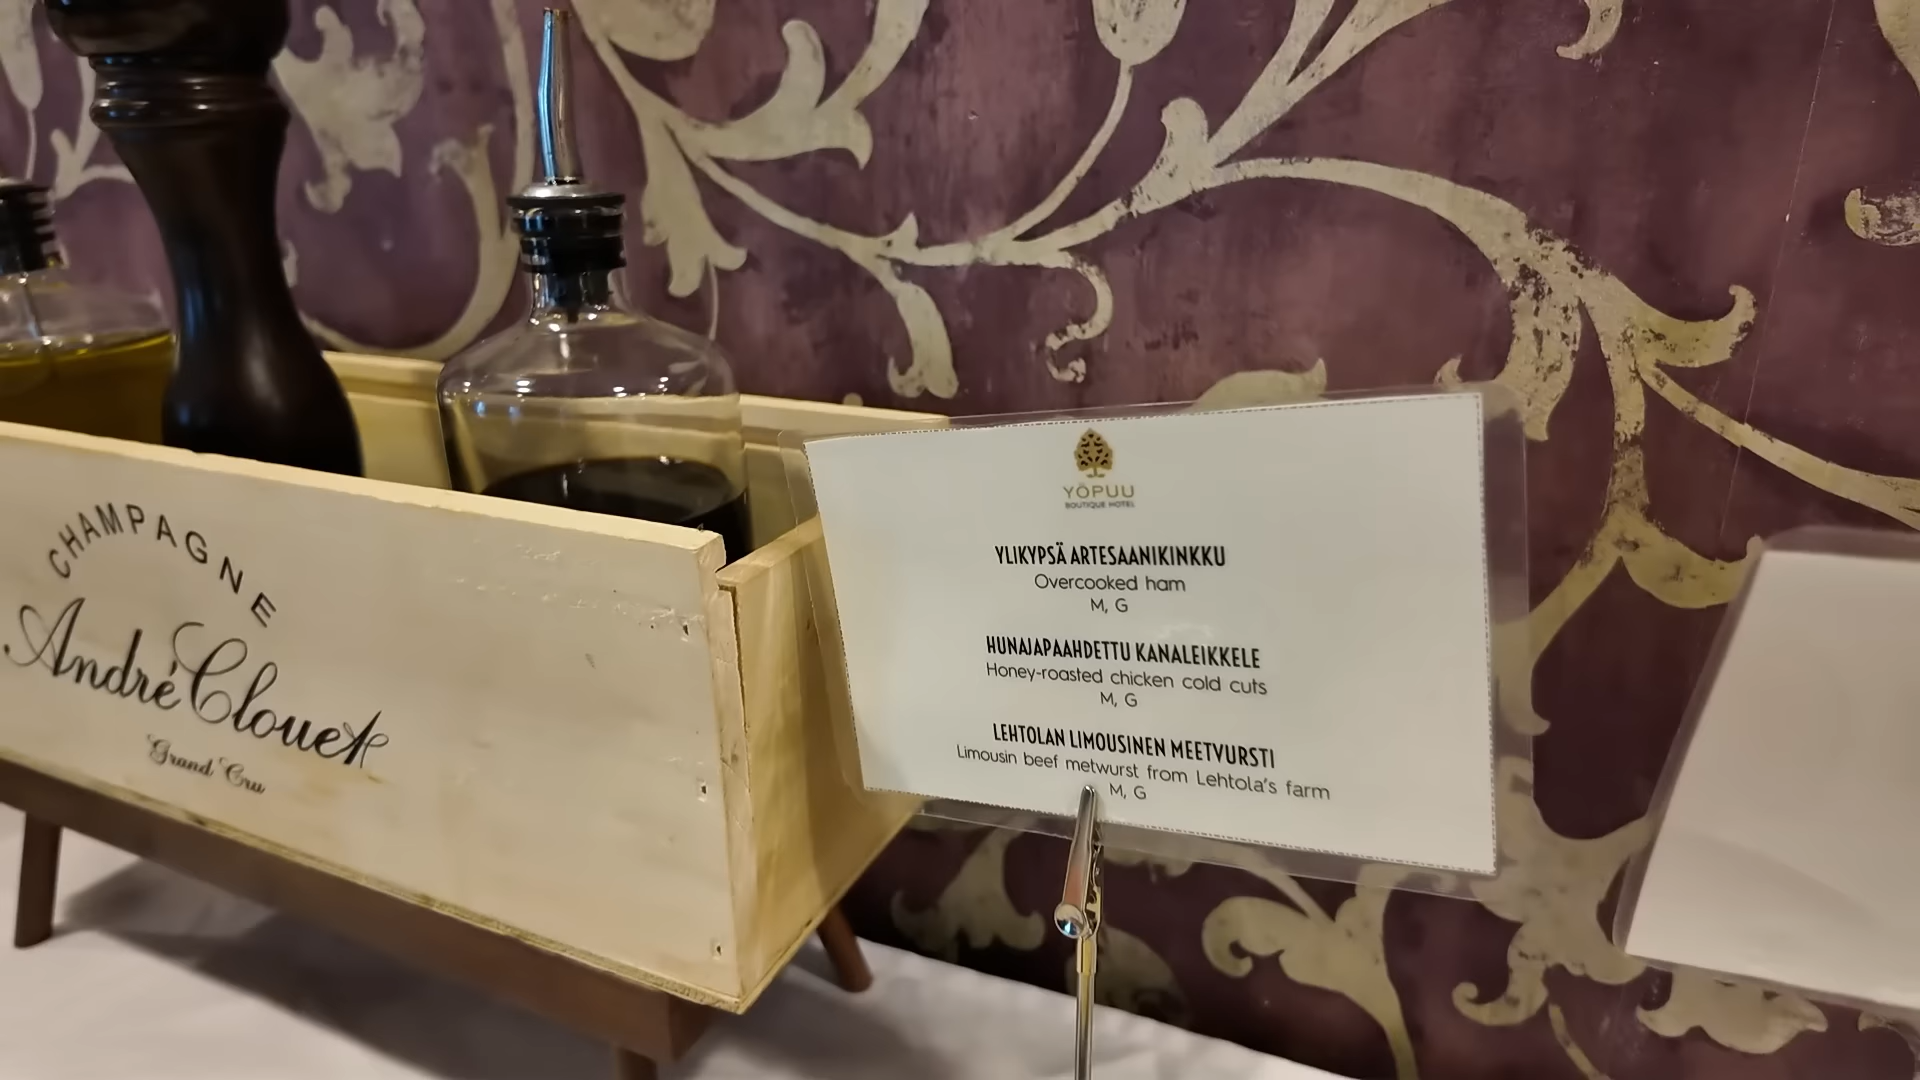 CHAMPAGNE
André Clouet
Grand Cru
YÖPUU
BOUTIQUE HOTEL
YLIKYPSÄ ARTESAANIKINKKU
Overcooked ham
M, G
HUNAJAPAAHDETTU KANALEIKKELE
Honey-roasted chicken cold cuts
M, G
LEHTOLAN LIMOUSINEN MEETVURSTI
Limousin beef metwurst from Lehtola's farm
M, G